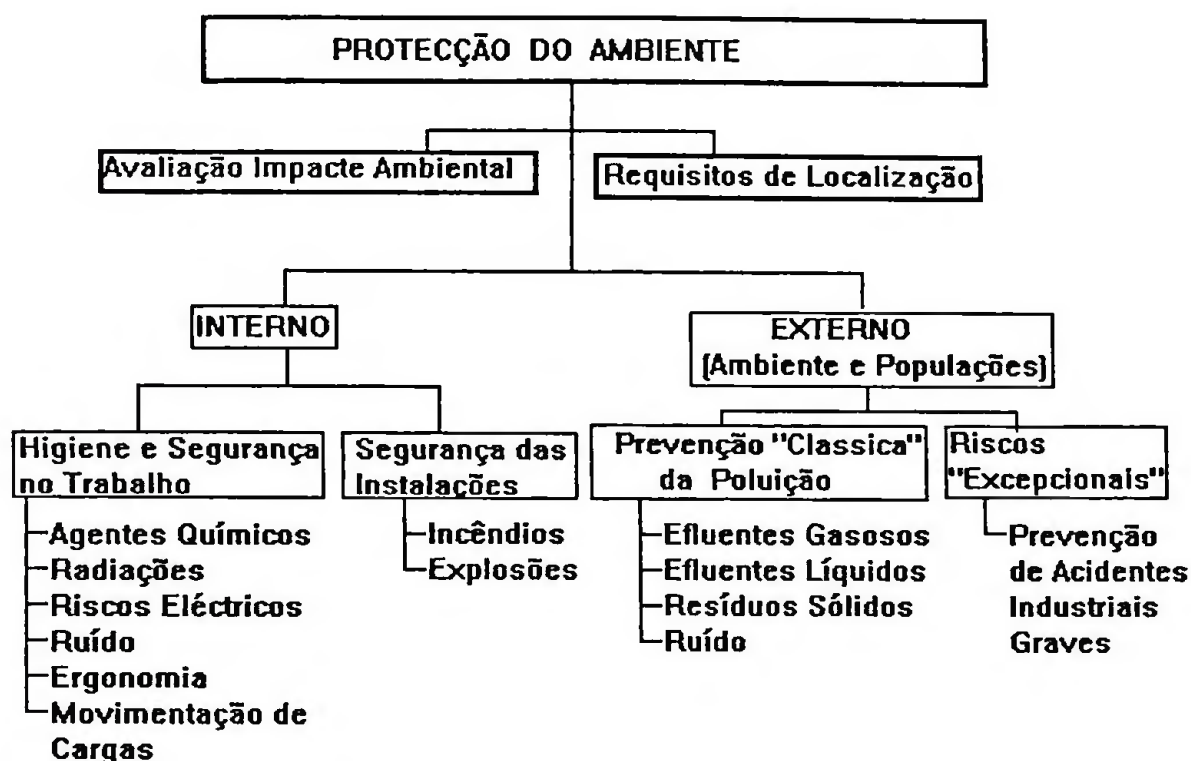 PROTECÇÃO DO AMBIENTE
Avaliação Impacte Ambiental
Requisitos de Localização
INTERNO
EXTERNO
(Ambiente e Populações)
Higiene e Segurança
no Trabalho
Agentes Químicos
Radiações
Riscos Eléctricos
Ruído
Ergonomia
Movimentação de
Cargas
Segurança das
Instalações
Incêndios
Explosões
Prevenção "Classica"
da Poluição
Efluentes Gasosos
Efluentes Líquidos
Resíduos Sólidos
Ruído
Riscos
"Excepcionais"
Prevenção
de Acidentes
Industriais
Graves